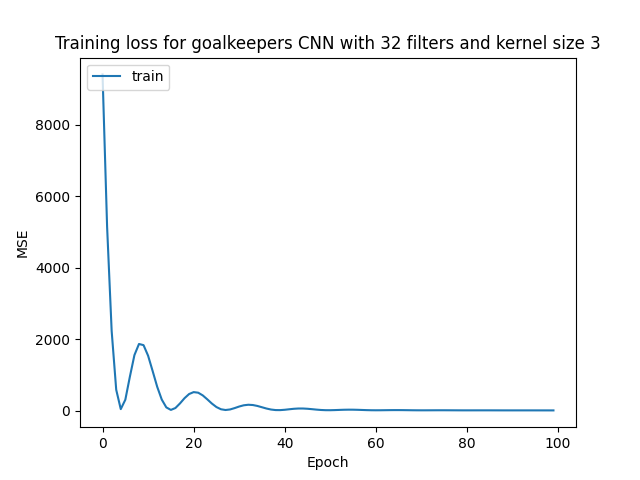 Training loss for goalkeepers CNN with 32 filters and kernel size 3
train
MSE
8000
6000
4000
2000
0
0 20 40 60 80 100
Epoch